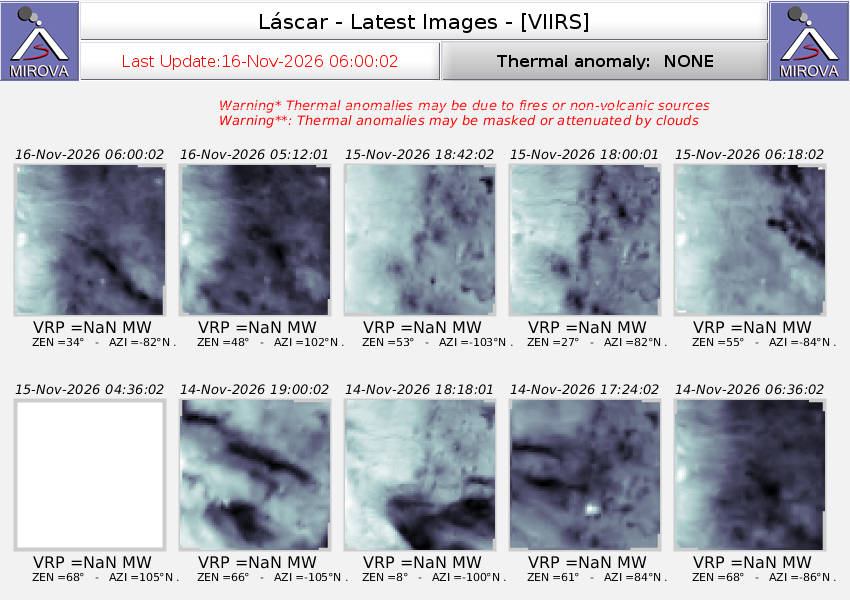 Láscar - Latest Images - [VIIRS]
MIROVA
Last Update:16-Nov-2026 06:00:02
Thermal anomaly: NONE
MIROVA
Warning* Thermal anomalies may be due to fires or non-volcanic sources
Warning**: Thermal anomalies may be masked or attenuated by clouds
16-Nov-2026 06:00:02
16-Nov-2026 05:12:01
15-Nov-2026 18:42:02
15-Nov-2026 18:00:01
15-Nov-2026 06:18:02
VRP =NaN MW
VRP =NaN MW
VRP =NaN MW
VRP =NaN MW
VRP =NaN MW
ZEN =34° - AZI =-82°N .
ZEN =48° - AZI =102°N .
ZEN =53° - AZI =-103°N .
ZEN =27° - AZI =82°N .
ZEN =55° - AZI =-84°N .
15-Nov-2026 04:36:02
14-Nov-2026 19:00:02
14-Nov-2026 18:18:01
14-Nov-2026 17:24:02
14-Nov-2026 06:36:02
VRP =NaN MW
VRP =NaN MW
VRP =NaN MW
VRP =NaN MW
VRP =NaN MW
ZEN =68° - AZI =105°N .
ZEN =66° - AZI =-105°N .
ZEN =8° - AZI =-100°N .
ZEN =61° - AZI =84°N .
ZEN =68° - AZI =-86°N .